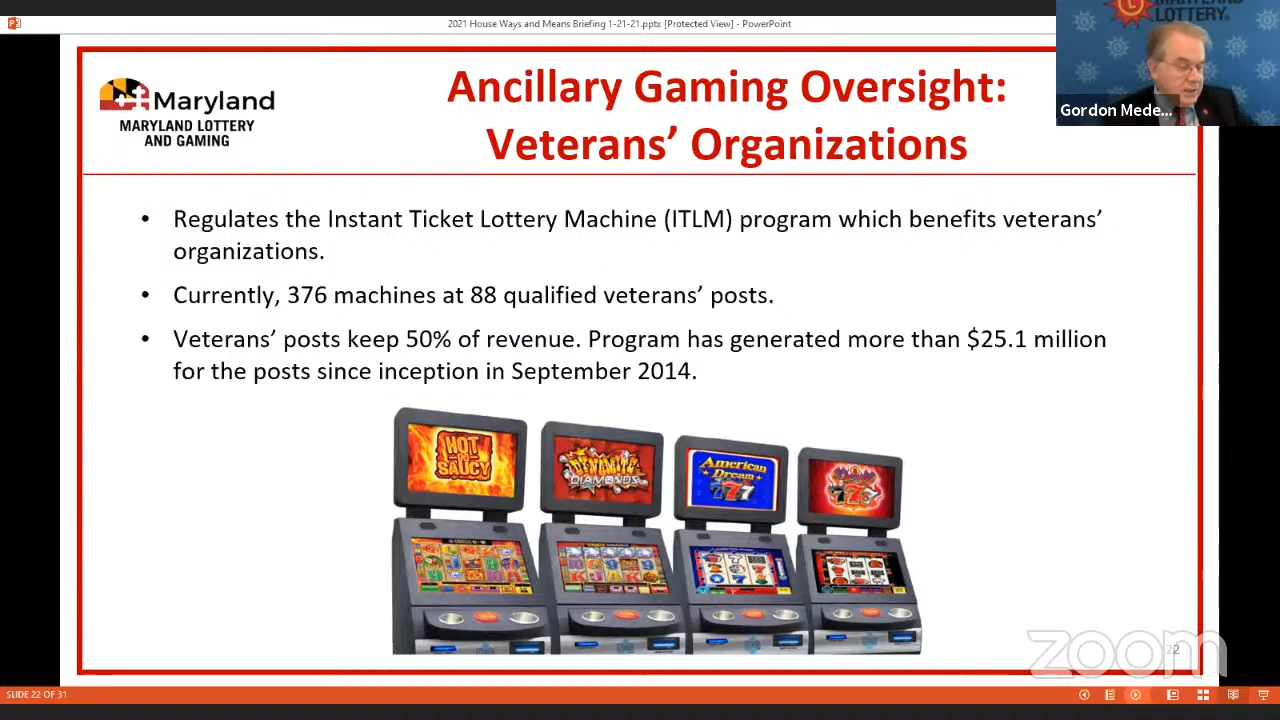 2021 House Ways and Means Briefing 1-21-21.pptx [Protected View] - PowerPoint
LOTTERY®
Gordon Mede...
Maryland
MARYLAND LOTTERY
AND GAMING
Ancillary Gaming Oversight:
Veterans’ Organizations
• Regulates the Instant Ticket Lottery Machine (ITLM) program which benefits veterans’
organizations.
• Currently, 376 machines at 88 qualified veterans’ posts.
• Veterans’ posts keep 50% of revenue. Program has generated more than $25.1 million
for the posts since inception in September 2014.
HOT
SAUCY
DYNAMITE
DIAMONDS
American
Dream
777
777
zoom
22
SLIDE 22 OF 31